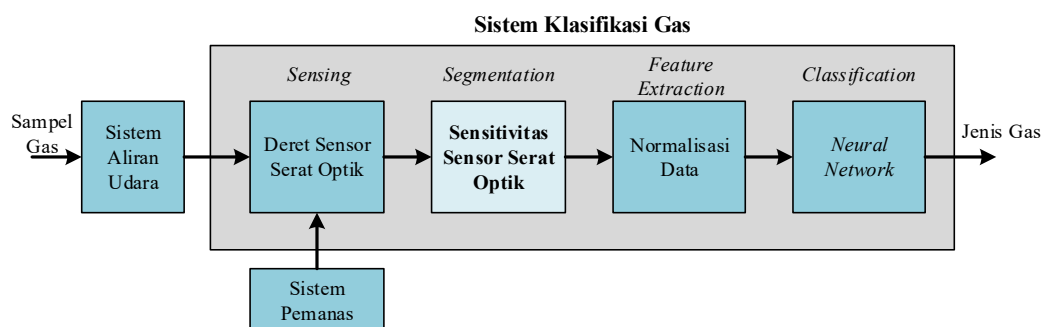 Sistem Klasifikasi Gas
Sensing
Segmentation
Feature
Extraction
Classification
Sampel
Gas
Sistem
Aliran
Udara
Deret Sensor
Serat Optik
Sensitivitas
Sensor Serat
Optik
Normalisasi
Data
Neural
Network
Jenis Gas
Sistem
Pemanas